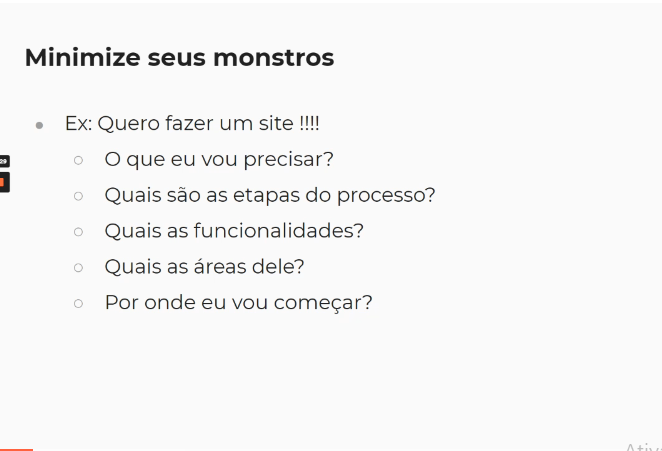 Minimize seus monstros
Ex: Quero fazer um site !!!!
O que eu vou precisar?
Quais são as etapas do processo?
29
Quais as funcionalidades?
Quais as áreas dele?
Por onde eu vou começar?